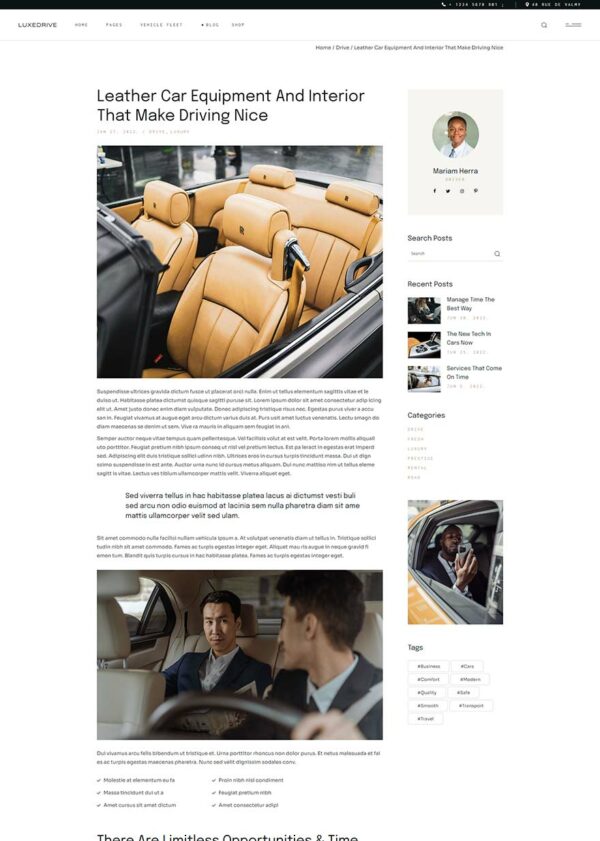 + 1234 5678 901
48 RUE DE VALMY
LUXEDRIVE
HOME
PAGES
VEHICLE FLEET
BLOG
SHOP
Home / Drive / Leather Car Equipment And Interior That Make Driving Nice
Leather Car Equipment And Interior
That Make Driving Nice
JAN 17, 2022 / DRIVE, LUXURY
Suspendisse ultrices gravida dictum fusce ut placerat orci nulla. Enim ut tellus elementum sagittis vitae et le
duisa ut. Habitasse platea dictumst quisque sagitti puruse sit. Lorem ipsum dolor sit amet consectetur adip icing
elit ut. Amet justo donec enim diam vulputate. Donec adipiscing tristique risus nec. Egestas purus viver a accu
san in. Feugiat vivamus at augue eget arcu dictum varius duis at. Purs usit amet luctus venenatis. Lectu smagn do
diam maecenas se denim ut sem. Vive ra mauris in aliquam sem feugiat in ani.
Semper auctor neque vitae tempus quam pellentesque. Vel facilisis volut at est velit. Porta lorem mollis aliquall
uto porttitor. Feugiat pretium nibh ipsum conseq ut nisl vel pretium lectus. Est pa lerast in egestas erat imperd
sed. Adipiscing elit duis tristique sollici udinn nibh. Ultrices eros in cursus turpis tincidunt massa. Dui ut dign
ssimo suspendisse in est ante. Auctor urna nunc id cursus metus aliquam. Dui nunc mattiso nim ut tellus eleme
sagitt is vitae. Lectus ves tibulum ullamcorper mattis velit. Viverra aliquet eget.
Sed viverra tellus in hac habitasse platea lacus ai dictumst vesti buli
sed arcu non odio euismod at lacinia sem nulla pharetra diam sit ame
mattis ullamcorper velit sed ulam.
Sit amet commodo nulla facilisi nullam vehicula ipsum a. At volutpat venenatis diam ut tellus in. Tristique sollici
tudin nibh sit amet commodo. Fames ac turpis egestas integer eget. Aliquet mau ris augue in neque gravid fi
emen tum. Blandit quis turpis cursus in hac habitasse platea. Fames ac turpis egestas integer eget.
Dui vivamus arcu felis bibendum ut tristique et. Urna porttitor rhoncus non dolor purus. Et netus malesuada et fal
es ac turpis egestas maecenas pharetra. Nunc sed velit dignissim sodales conv.
Molestie at elementum eu fa
Massa tincidunt dui ut a
Amet cursus sit amet dictum
Proin nibh nisl condiment
Feugiat pretium nibh
Amet consectetur adipi
There Are Limitless Opportunities & Time
Mariam Herra
DRIVER
Search Posts
Search
Recent Posts
Manage Time The
Best Way
The New Tech In
Cars Now
Services That Come
On Time
Categories
DRIVE
FRESH
LUXURY
PRESTIGE
RENTAL
ROAD
Tags
#Business
#Cars
#Comfort
#Modern
#Quality
#Safe
#Smooth
#Transport
#Travel